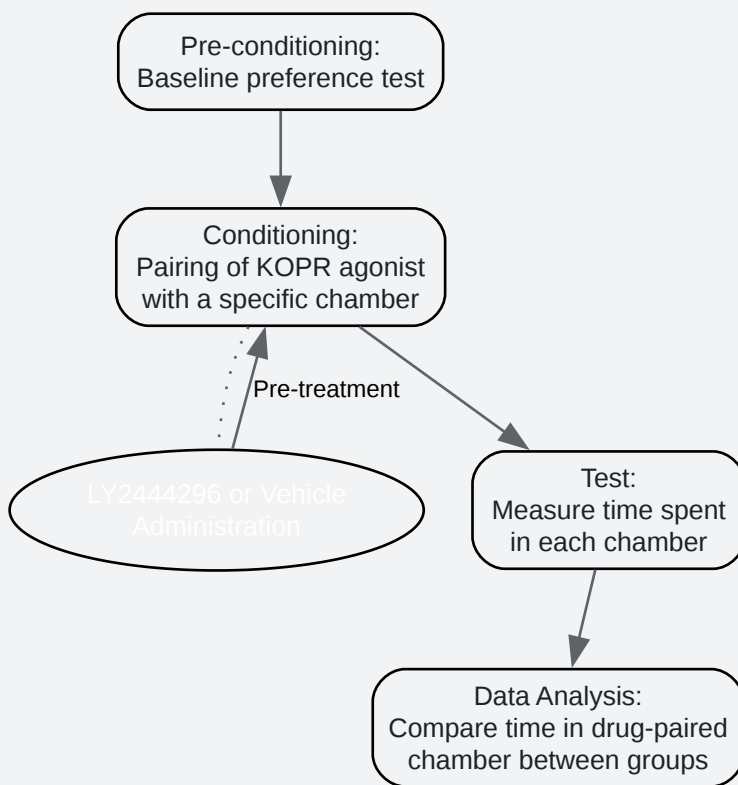 Pre-conditioning:
Baseline preference test
Conditioning:
Pairing of KOPR agonist
with a specific chamber
Pre-treatment
LY2444296 or Vehicle
Administration
Test:
Measure time spent
in each chamber
Data Analysis:
Compare time in drug-paired
chamber between groups